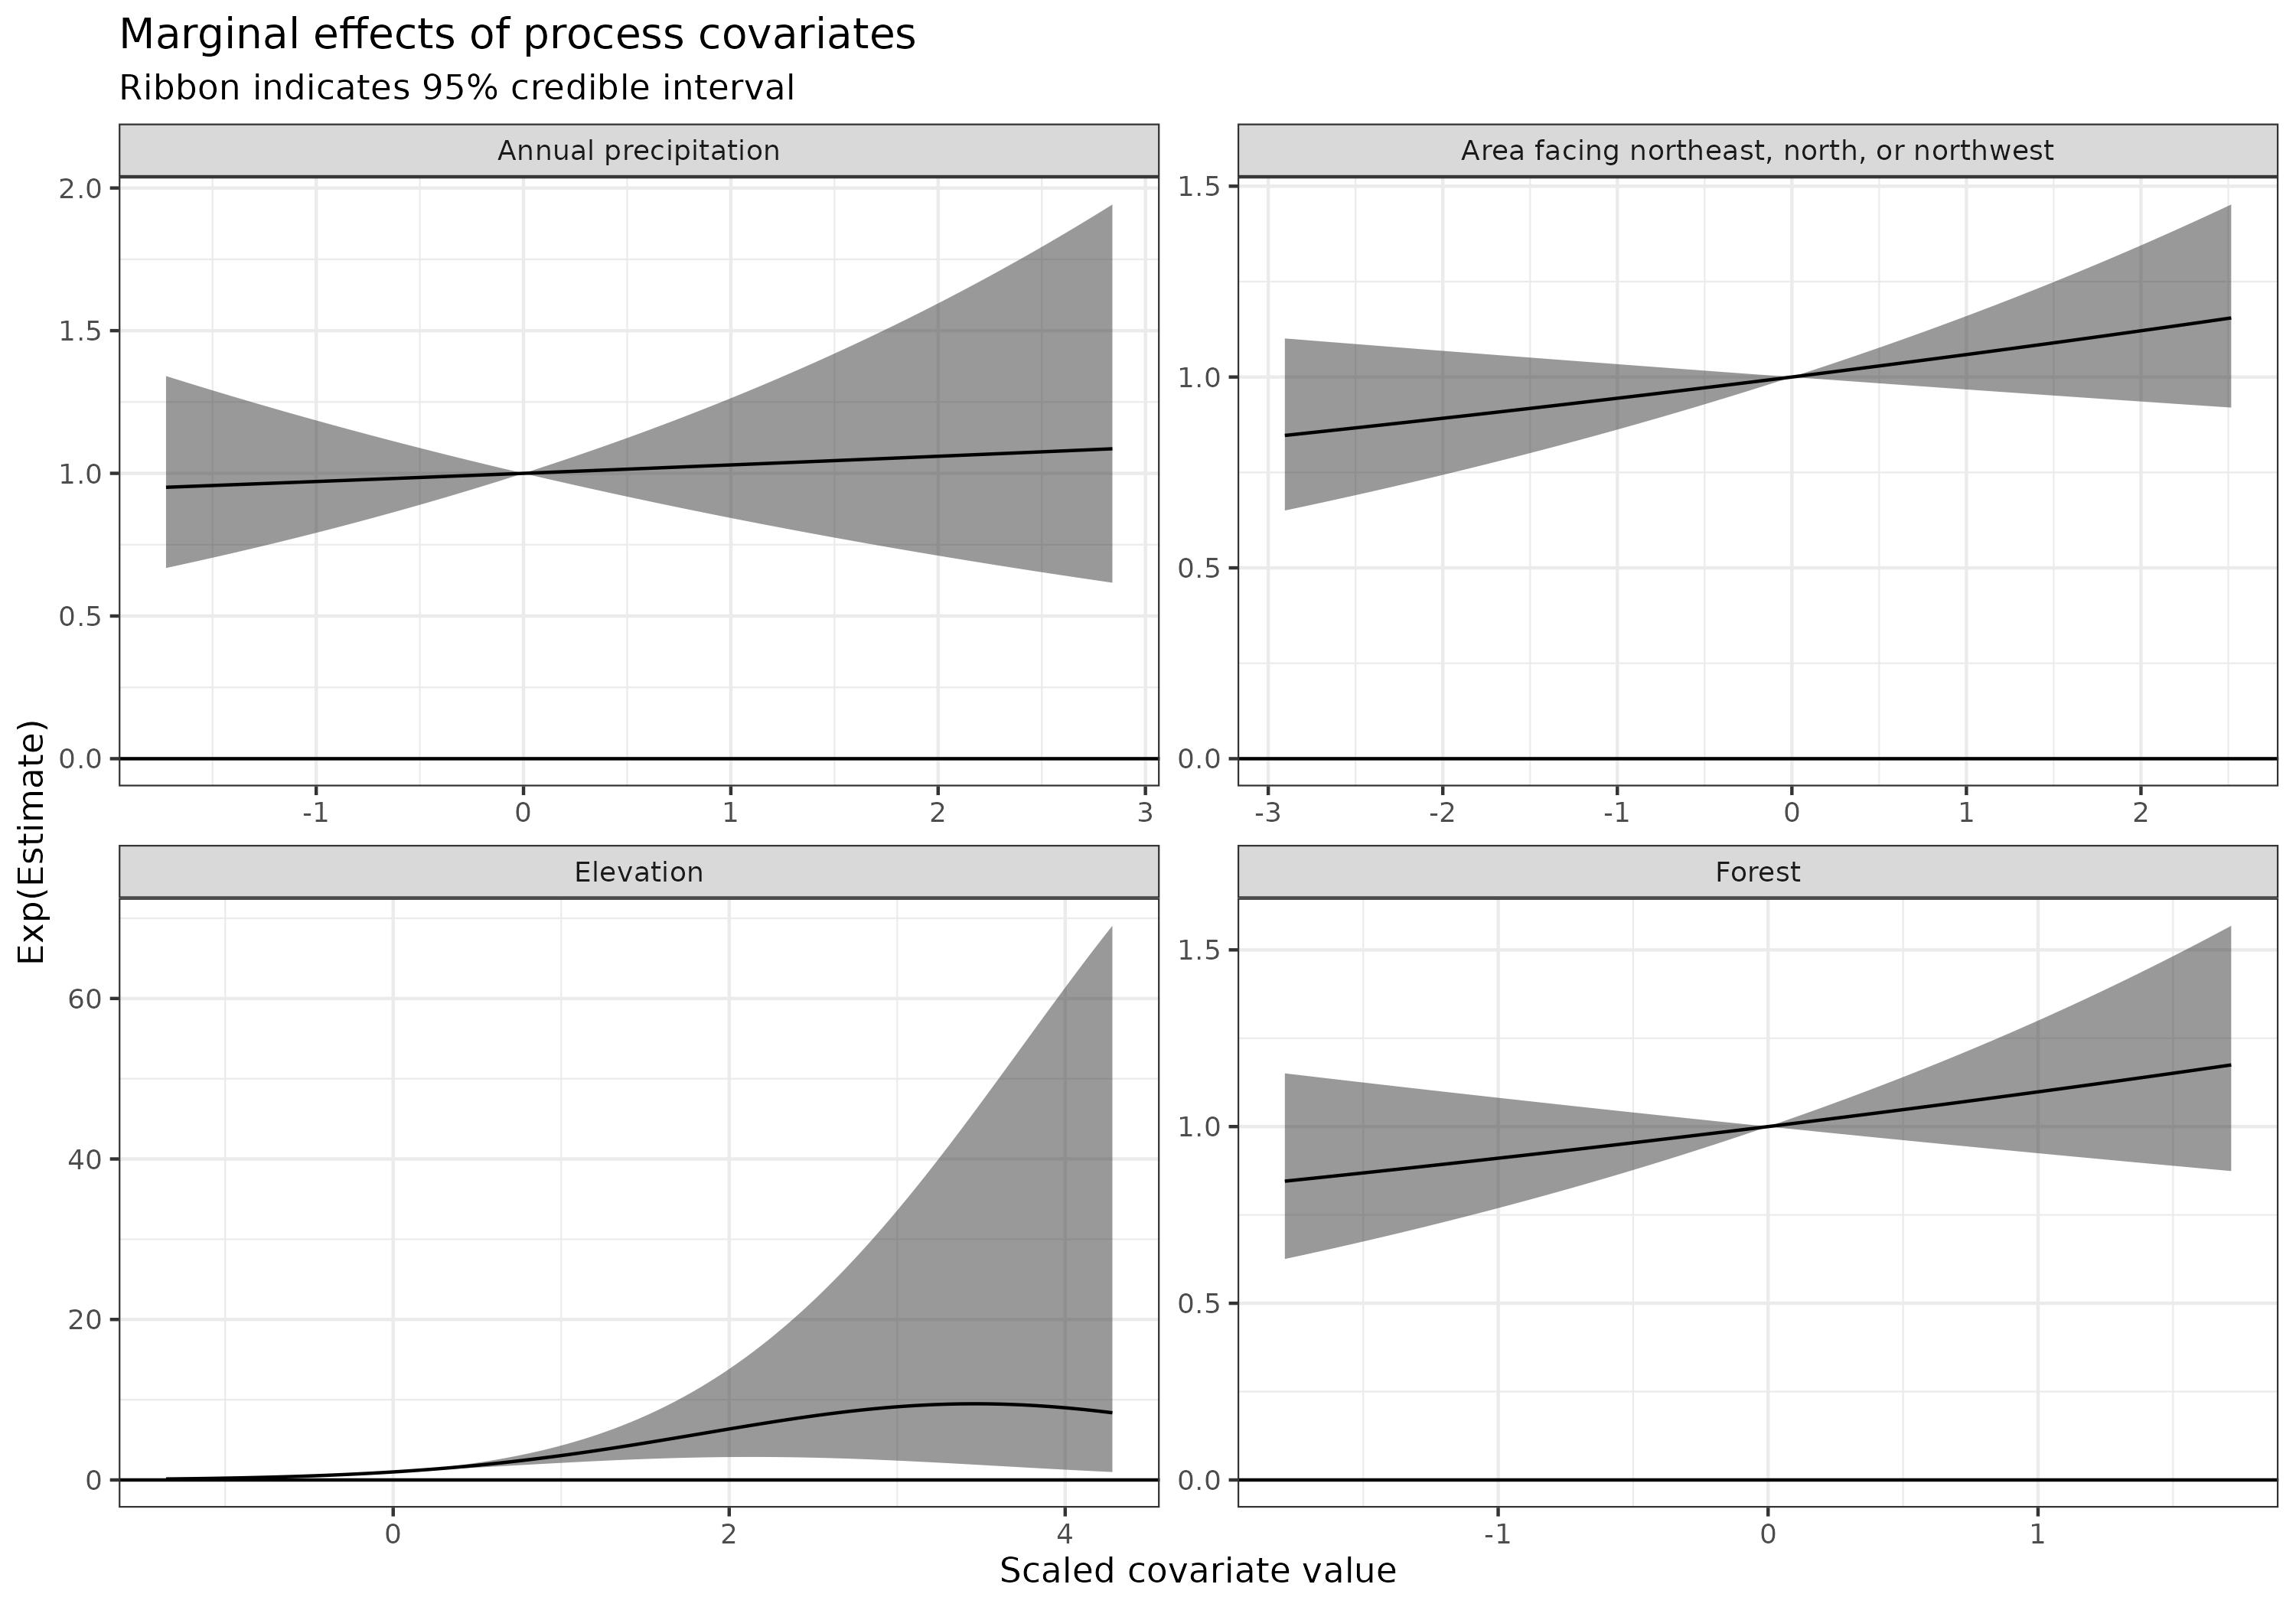 Marginal effects of process covariates
Ribbon indicates 95% credible interval
Annual precipitation
2.0
1.5
1.0
0.5
0.0
-1 0 1 2 3
Area facing northeast, north, or northwest
1.5
1.0
0.5
0.0
-3 -2 -1 0 1 2
Exp(Estimate)
Elevation
60
40
20
0
0 2 4
Forest
1.5
1.0
0.5
0.0
-1 0 1
Scaled covariate value